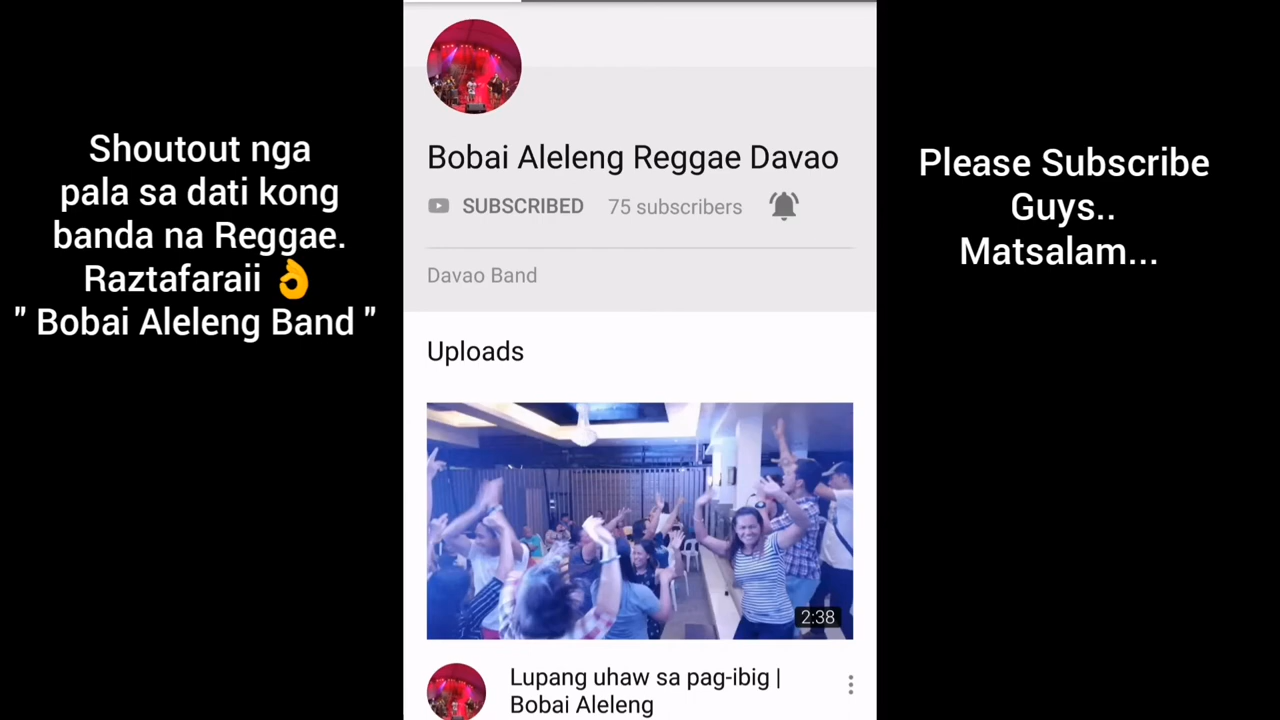 Shoutout nga
pala sa dati kong
banda na Reggae.
Raztafaraii 👌
" Bobai Aleleng Band "
Bobai Aleleng Reggae Davao
SUBSCRIBED 75 subscribers
Davao Band
Uploads
2:38
Lupang uhaw sa pag-ibig |
Bobai Aleleng
Please Subscribe
Guys..
Matsalam...